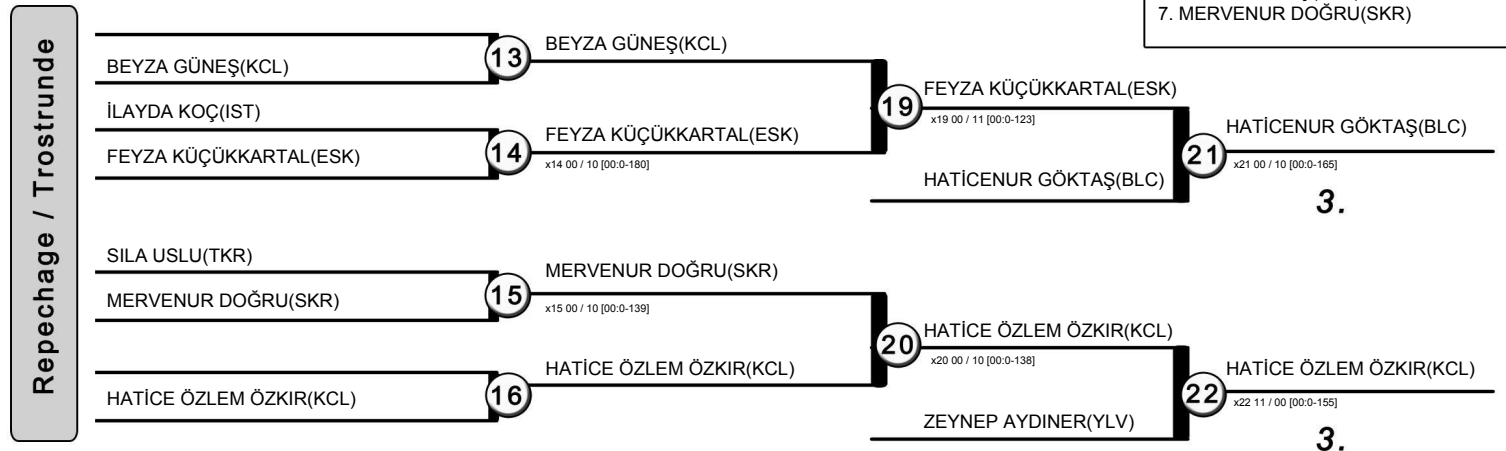 7. MERVENUR DOĞRU(SKR)
Repechage / Trostrunde
BEYZA GÜNEŞ(KCL)
13
BEYZA GÜNEŞ(KCL)
İLAYDA KOÇ(IST)
FEYZA KÜÇÜKKARTAL(ESK)
14
FEYZA KÜÇÜKKARTAL(ESK)
x14 00 / 10 [00:0-180]
19
FEYZA KÜÇÜKKARTAL(ESK)
x19 00 / 11 [00:0-123]
HATİCENUR GÖKTAŞ(BLC)
21
HATİCENUR GÖKTAŞ(BLC)
x21 00 / 10 [00:0-165]
3.
SILA USLU(TKR)
MERVENUR DOĞRU(SKR)
15
MERVENUR DOĞRU(SKR)
x15 00 / 10 [00:0-139]
HATİCE ÖZLEM ÖZKIR(KCL)
16
HATİCE ÖZLEM ÖZKIR(KCL)
20
HATİCE ÖZLEM ÖZKIR(KCL)
x20 00 / 10 [00:0-138]
ZEYNEP AYDINER(YLV)
22
HATİCE ÖZLEM ÖZKIR(KCL)
x22 11 / 00 [00:0-155]
3.